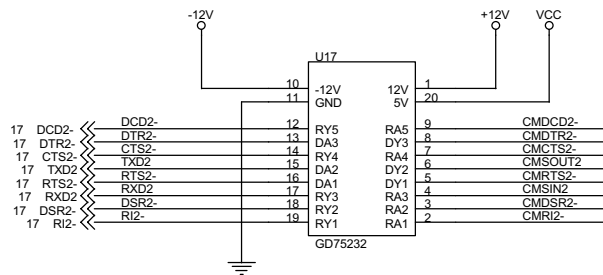 -12V +12V VCC
U17
10 -12V 12V 1
11 GND 5V 20
17 DCD2- DCD2- 12 RY5 RA5 9 CMDCD2-
17 DTR2- DTR2- 13 DA3 DY3 8 CMDTR2-
17 CTS2- CTS2- 14 RY4 RA4 7 CMCTS2-
17 TXD2 TXD2 15 DA2 DY2 6 CMSOUT2
17 RTS2- RTS2- 16 DA1 DY1 5 CMRTS2-
17 RXD2 RXD2 17 RY3 RA3 4 CMSIN2
17 DSR2- DSR2- 18 RY2 RA2 3 CMDSR2-
17 RI2- RI2- 19 RY1 RA1 2 CMRI2-
GD75232